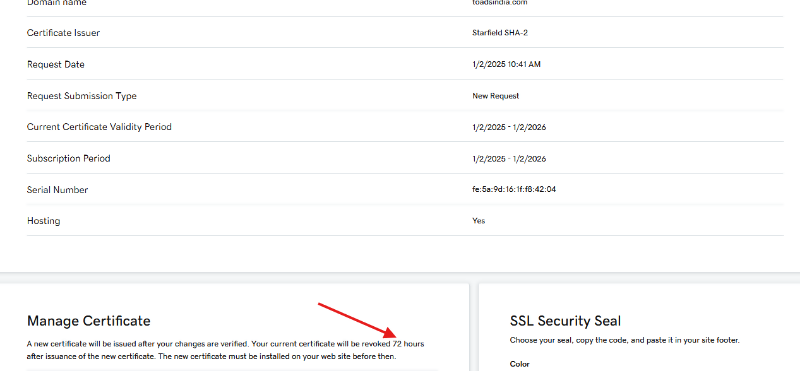 Domain name toadsindia.com
Certificate Issuer Starfield SHA-2
Request Date 1/2/2025 10:41 AM
Request Submission Type New Request
Current Certificate Validity Period 1/2/2025 - 1/2/2026
Subscription Period 1/2/2025 - 1/2/2026
Serial Number fe:5a:9d:16:1f:f8:42:04
Hosting Yes
Manage Certificate
A new certificate will be issued after your changes are verified. Your current certificate will be revoked 72 hours
after issuance of the new certificate. The new certificate must be installed on your web site before then.
SSL Security Seal
Choose your seal, copy the code, and paste it in your site footer.
Color